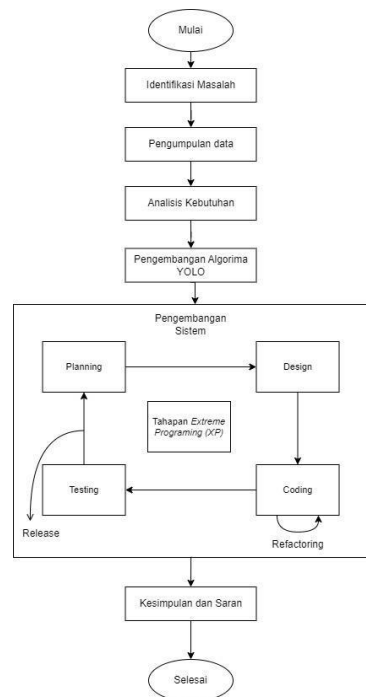 Mulai
Identifikasi Masalah
Pengumpulan data
Analisis Kebutuhan
Pengembangan Algorima
YOLO
Pengembangan
Sistem
Planning
Design
Tahapan Extreme
Programing (XP)
Testing
Coding
Release
Refactoring
Kesimpulan dan Saran
Selesai